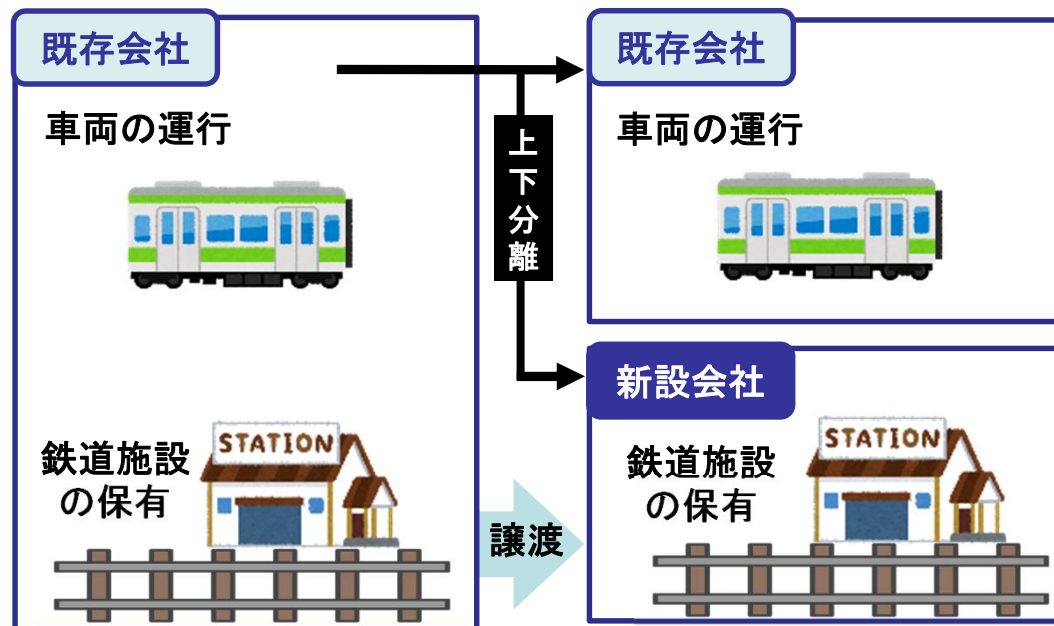 既存会社
車両の運行
STATION
鉄道施設
の保有
上下分離
譲渡
既存会社
車両の運行
新設会社
STATION
鉄道施設
の保有